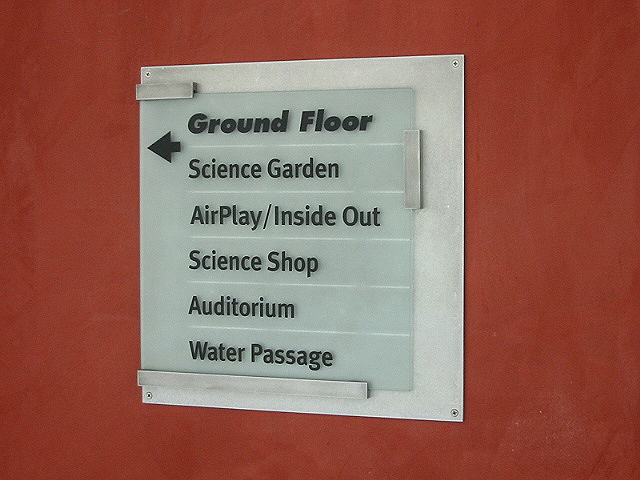 Ground Floor
Science Garden
AirPlay/Inside Out
Science Shop
Auditorium
Water Passage